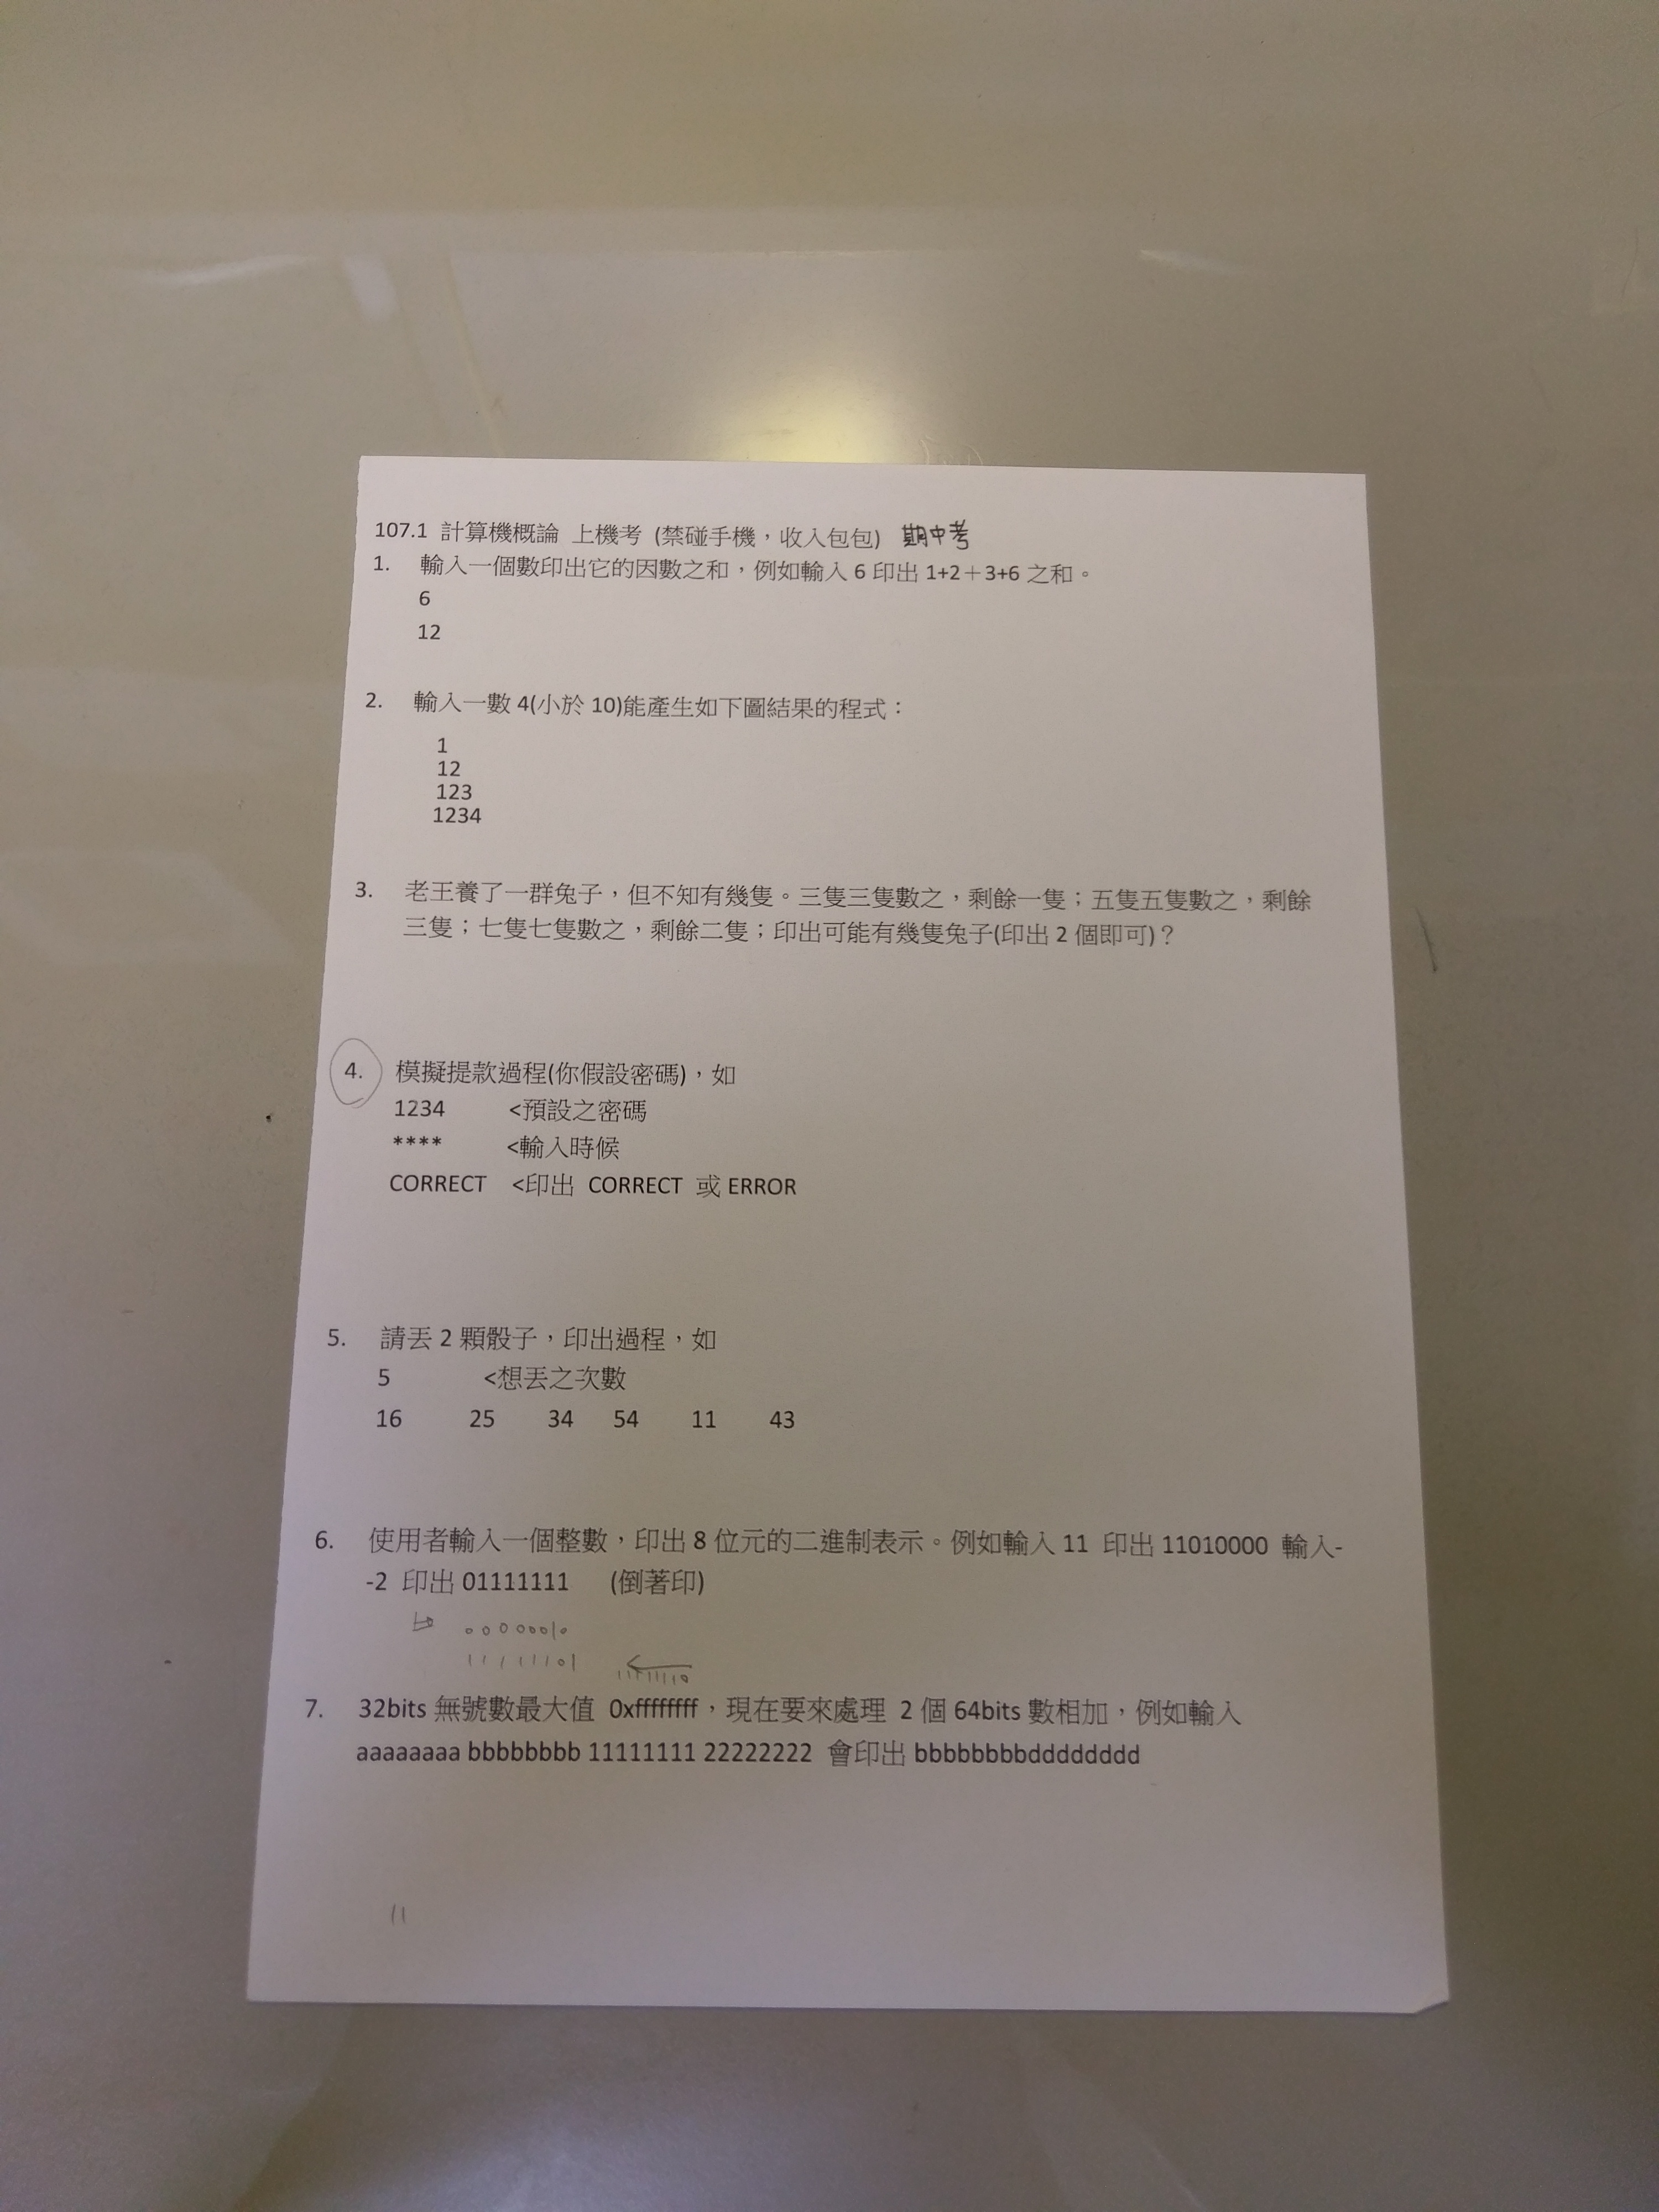 107.1 計算機概論 上機考 (禁碰手機，收入包包) 期中考
1. 輸入一個數印出它的因數之和，例如輸入 6 印出 1+2＋3+6 之和。
6
12
2. 輸入一數 4(小於 10)能產生如下圖結果的程式：
1
12
123
1234
3. 老王養了一群兔子，但不知有幾隻。三隻三隻數之，剩餘一隻；五隻五隻數之，剩餘
三隻；七隻七隻數之，剩餘二隻；印出可能有幾隻兔子(印出 2 個即可)？
4. 模擬提款過程(你假設密碼)，如
1234 <預設之密碼
**** <輸入時候
CORRECT <印出 CORRECT 或 ERROR
5. 請丟 2 顆骰子，印出過程，如
5 <想丟之次數
16 25 34 54 11 43
6. 使用者輸入一個整數，印出 8 位元的二進制表示。例如輸入 11 印出 11010000 輸入-
-2 印出 01111111 (倒著印)
00000010
11111101 11111110
7. 32bits 無號數最大值 0xffffffff，現在要來處理 2 個 64bits 數相加，例如輸入
aaaaaaaa bbbbbbbb 11111111 22222222 會印出 bbbbbbbbdddddddd
11